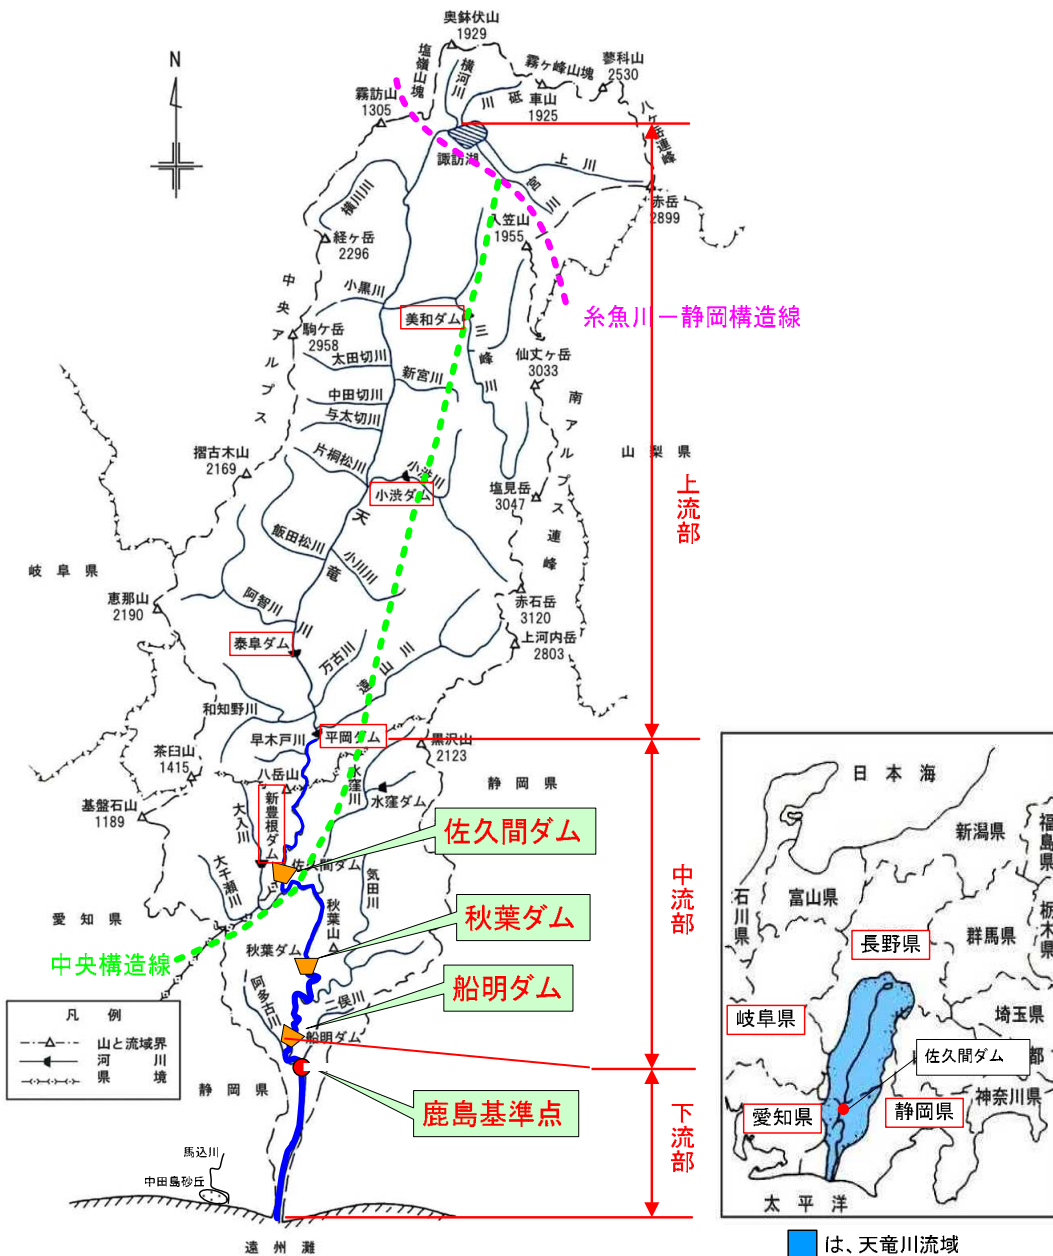 奥鉢伏山
1929
塩嶺山塊
横河川
霧ヶ峰山塊
蓼科山
2530
N
霧訪山
1305
砥川
車山
1925
八ヶ岳連峰
諏訪湖
上川
宮川
赤岳
2899
横川川
入笠山
1955
経ヶ岳
2296
中央アルプス
小黒川
美和ダム
三峰川
糸魚川－静岡構造線
駒ケ岳
2958
太田切川
新宮川
仙丈ヶ岳
3033
南アルプス連峰
中田切川
与太切川
山梨県
摺古木山
2169
片桐松川
小渋川
小渋ダム
塩見岳
3047
上流部
天竜川
飯田松川
小川川
岐阜県
恵那山
2190
阿智川
赤石岳
3120
泰阜ダム
万古川
遠山川
上河内岳
2803
和知野川
早木戸川
平岡ダム
黒沢山
2123
茶臼山
1415
八岳山
水窪川
水窪ダム
静岡県
基盤石山
1189
大入川
新豊根ダム
佐久間ダム
佐久間ダム
大千瀬川
気田川
中流部
愛知県
秋葉山
秋葉ダム
秋葉ダム
中央構造線
船明ダム
阿多古川
二俣川
船明ダム
凡例
山と流域界
河川
県境
静岡県
鹿島基準点
下流部
馬込川
中田島砂丘
遠州灘
日本海
新潟県
福島県
石川県
富山県
栃木県
群馬県
長野県
岐阜県
埼玉県
山
都
佐久間ダム
愛知県
静岡県
神奈川県
太平洋
は、天竜川流域